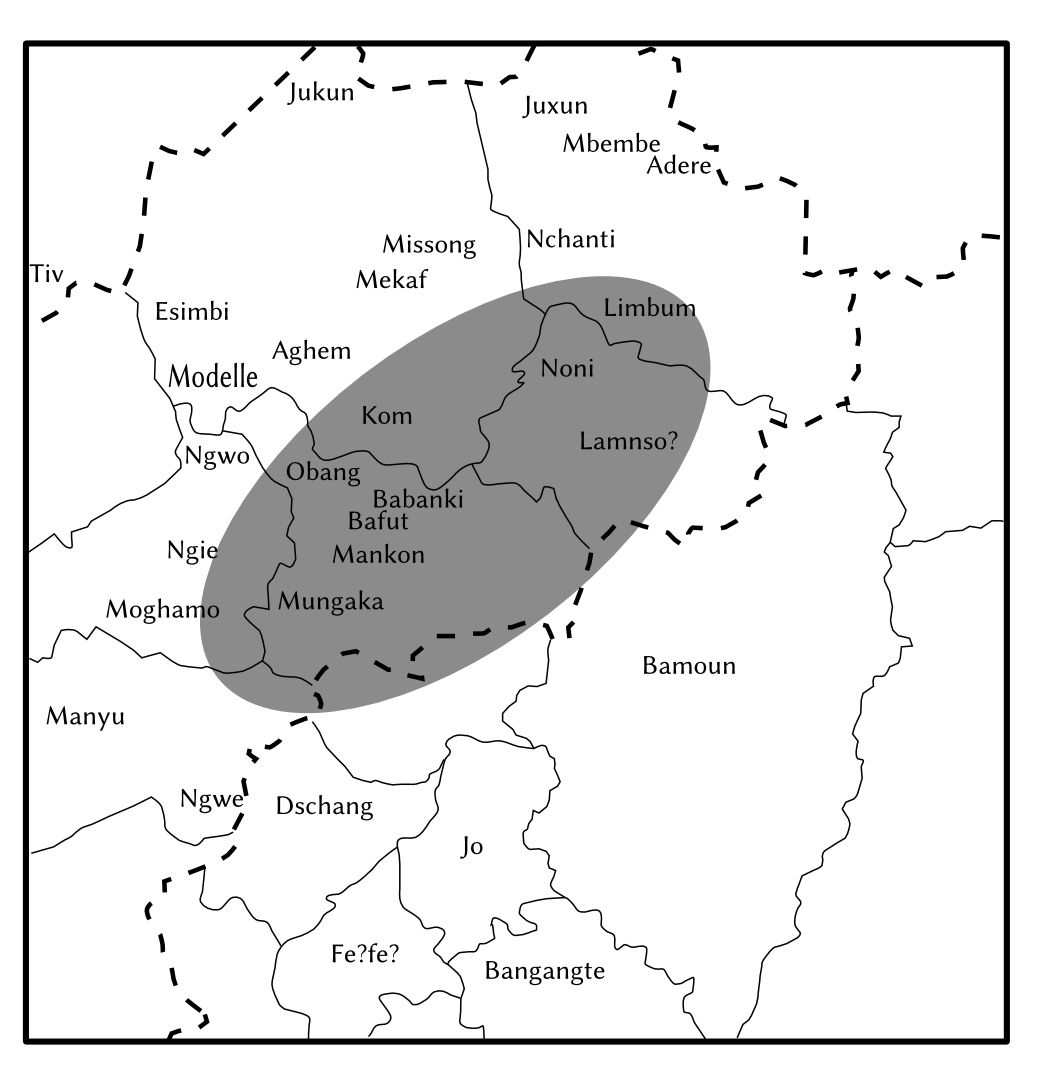 Jukun
Juxun
Mbembe
Adere
Missong
Nchanti
Mekaf
Tiv
Esimbi
Limbum
Aghem
Noni
Modelle
Kom
Lamnso?
Ngwo
Obang
Babanki
Bafut
Ngie
Mankon
Mungaka
Moghamo
Bamoun
Manyu
Ngwe
Dschang
Jo
Fe?fe?
Bangangte